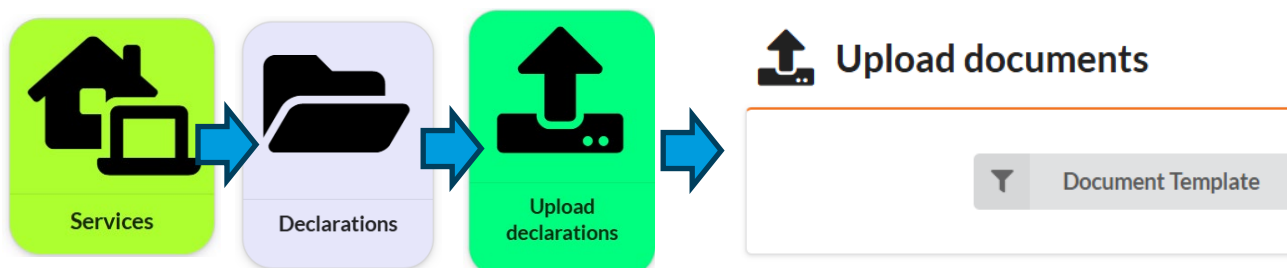 Services
Declarations
Upload
declarations
Upload documents
Document Template